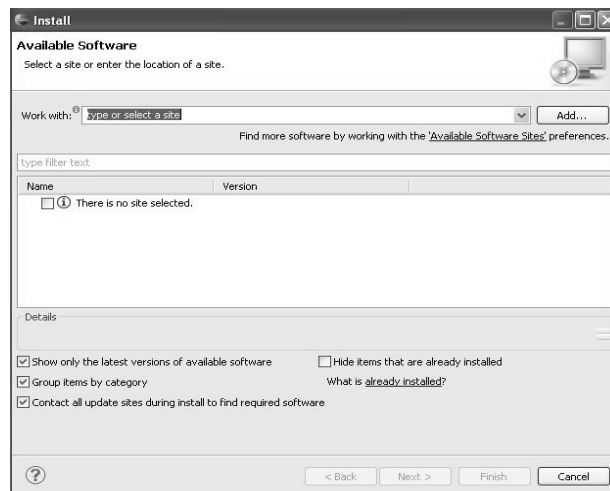 Install
Available Software
Select a site or enter the location of a site.
Work with: type or select a site Add...
Find more software by working with the 'Available Software Sites' preferences.
type filter text
Name Version
There is no site selected.
Details
Show only the latest versions of available software Hide items that are already installed
Group items by category What is already installed?
Contact all update sites during install to find required software
? < Back Next > Finish Cancel